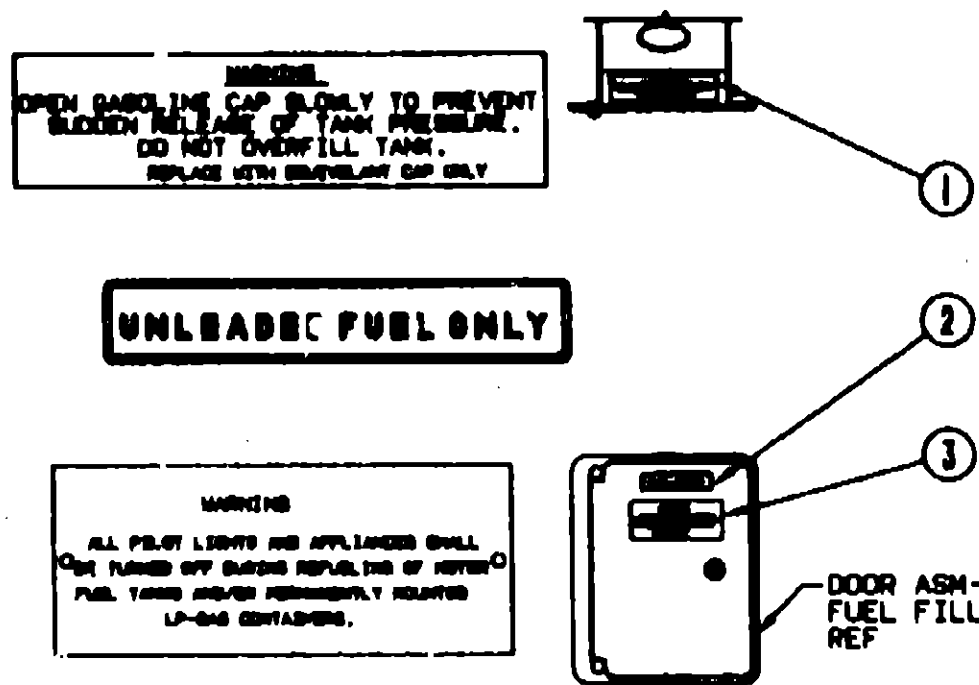 WARNING
OPEN GASOLINE CAP SLOWLY TO PREVENT
SUDDEN RELEASE OF TANK PRESSURE.
DO NOT OVERFILL TANK.
REPLACE WITH EQUIVELANT CAP ONLY
1
UNLEADED FUEL ONLY
2
3
WARNING
ALL PILOT LIGHTS AND APPLIANCES SHALL
BE TURNED OFF DURING REFUELING OF MOTOR
FUEL TANKS AND/OR PERMANENTLY MOUNTED
LP-GAS CONTAINERS.
DOOR ASM-
FUEL FILL
REF